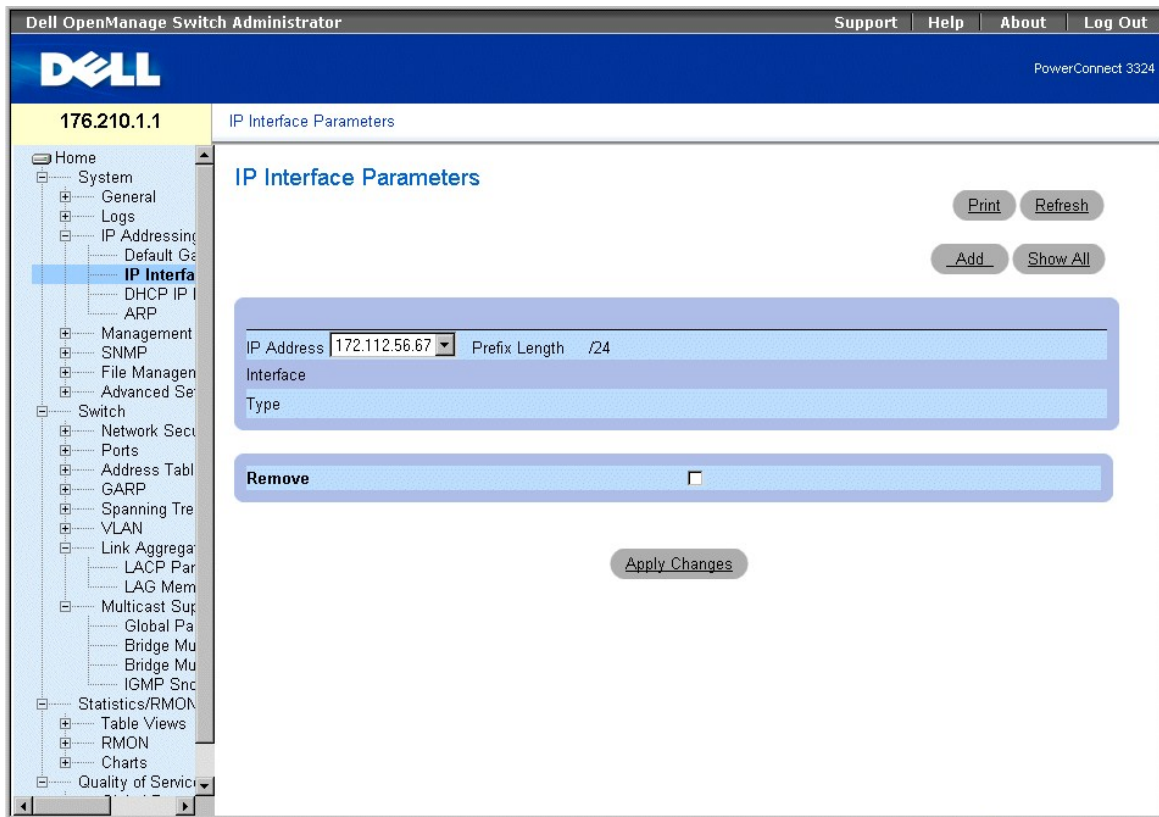 Dell OpenManage Switch Administrator
Support | Help | About | Log Out
DELL
PowerConnect 3324
176.210.1.1
IP Interface Parameters
Home
System
General
Logs
IP Addressing
Default Ga
IP Interfa
DHCP IP I
ARP
Management
SNMP
File Managen
Advanced Se
Switch
Network Secu
Ports
Address Tabl
GARP
Spanning Tre
VLAN
Link Aggrega
LACP Par
LAG Mem
Multicast Sup
Global Pa
Bridge Mu
Bridge Mu
IGMP Sno
Statistics/RMON
Table Views
RMON
Charts
Quality of Servic
IP Interface Parameters
Print Refresh
Add Show All
IP Address 172.112.56.67 Prefix Length /24
Interface
Type
Remove
Apply Changes